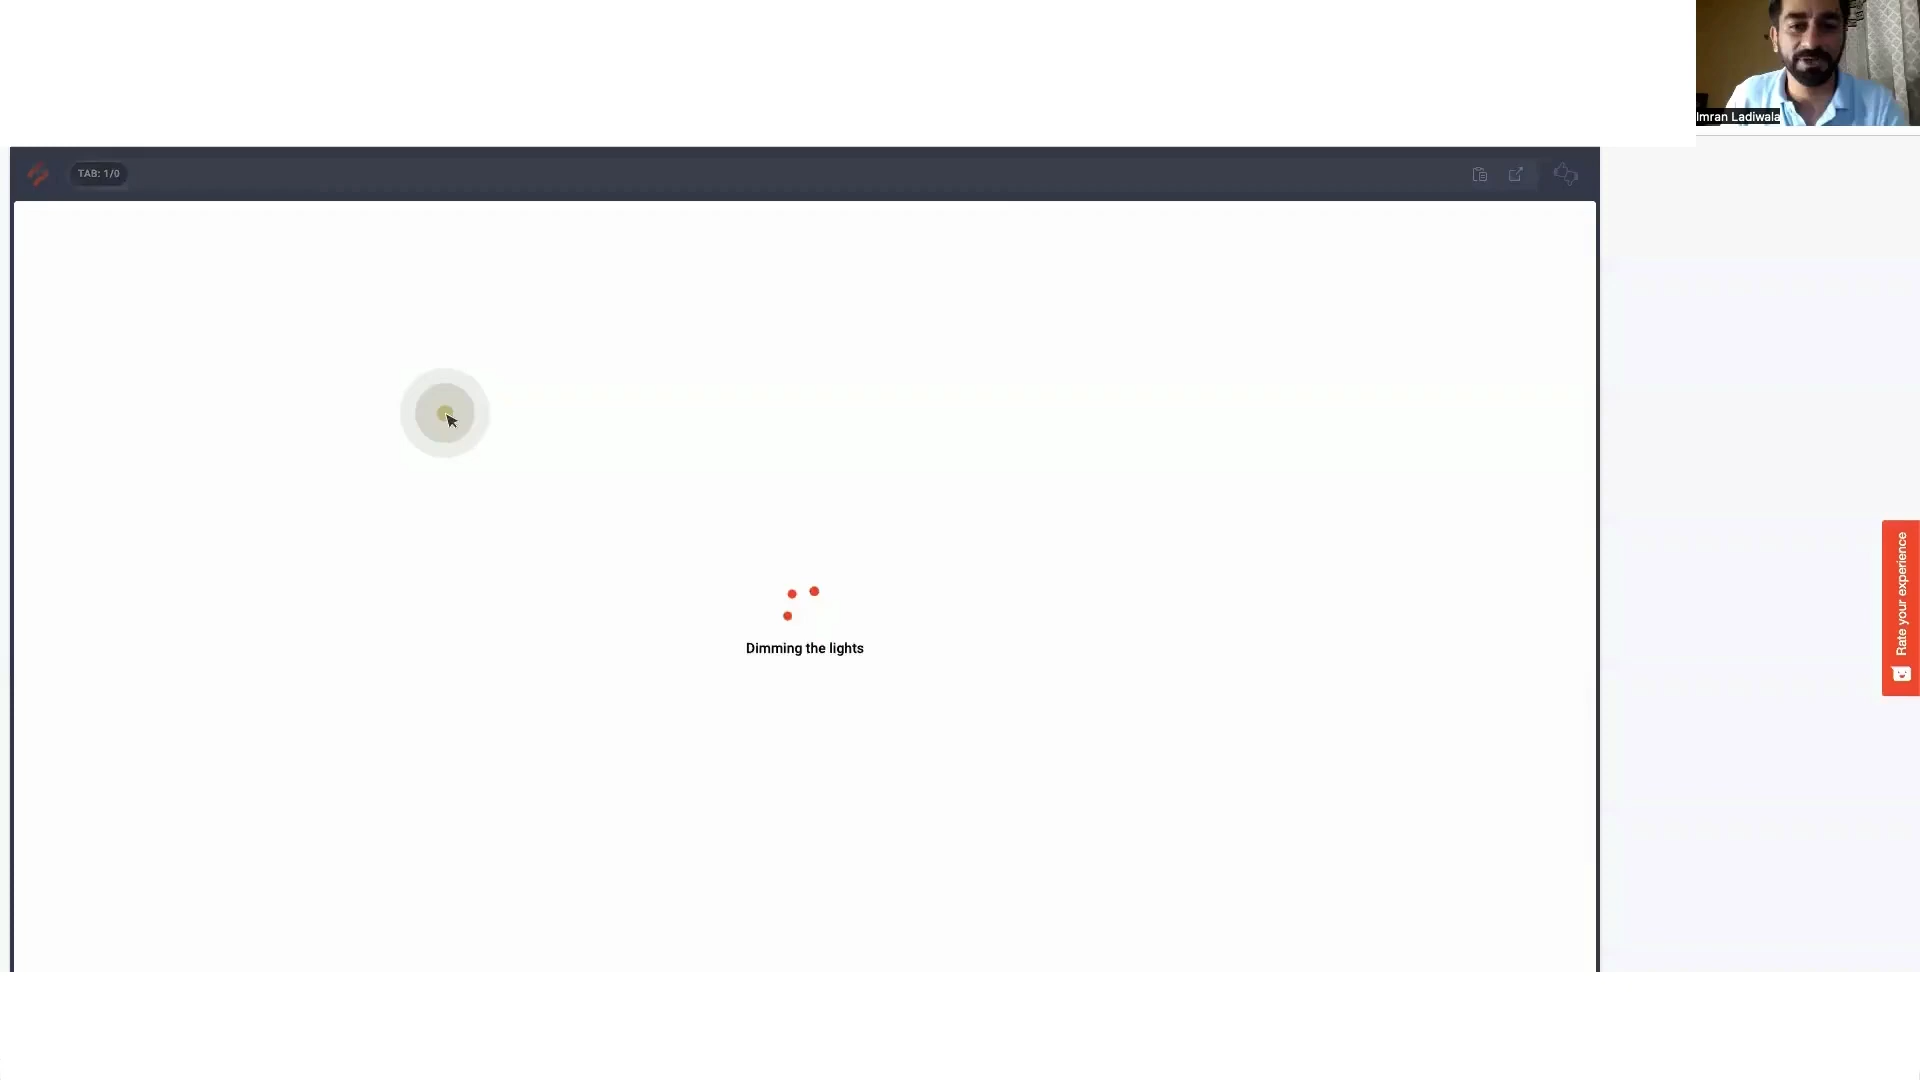 Imran Ladiwala
TAB: 1/0
Rate your experience
Dimming the lights